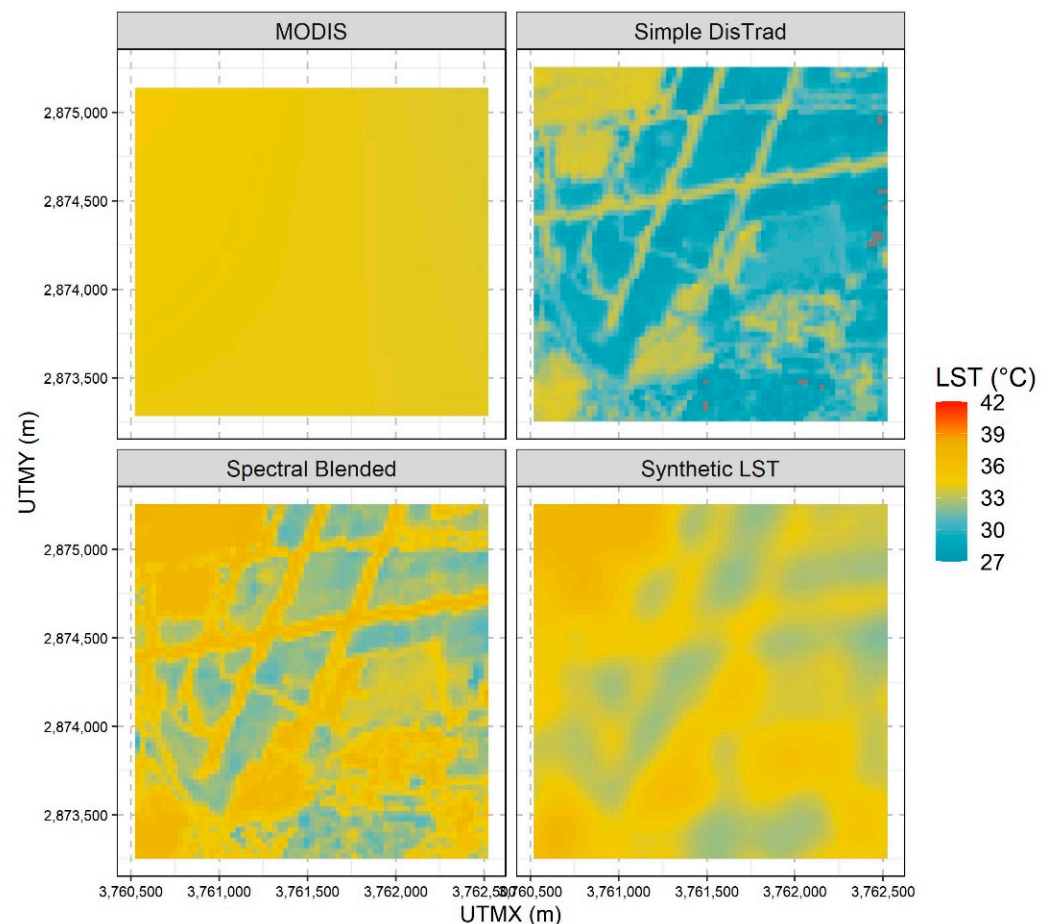 MODIS
Simple DisTrad
2,875,000
2,874,500
2,874,000
2,873,500
UTMY (m)
LST (°C)
42
39
36
33
30
27
Spectral Blended
Synthetic LST
2,875,000
2,874,500
2,874,000
2,873,500
3,760,500 3,761,000 3,761,500 3,762,000 3,762,500 3,760,500 3,761,000 3,761,500 3,762,000 3,762,500
UTMX (m)